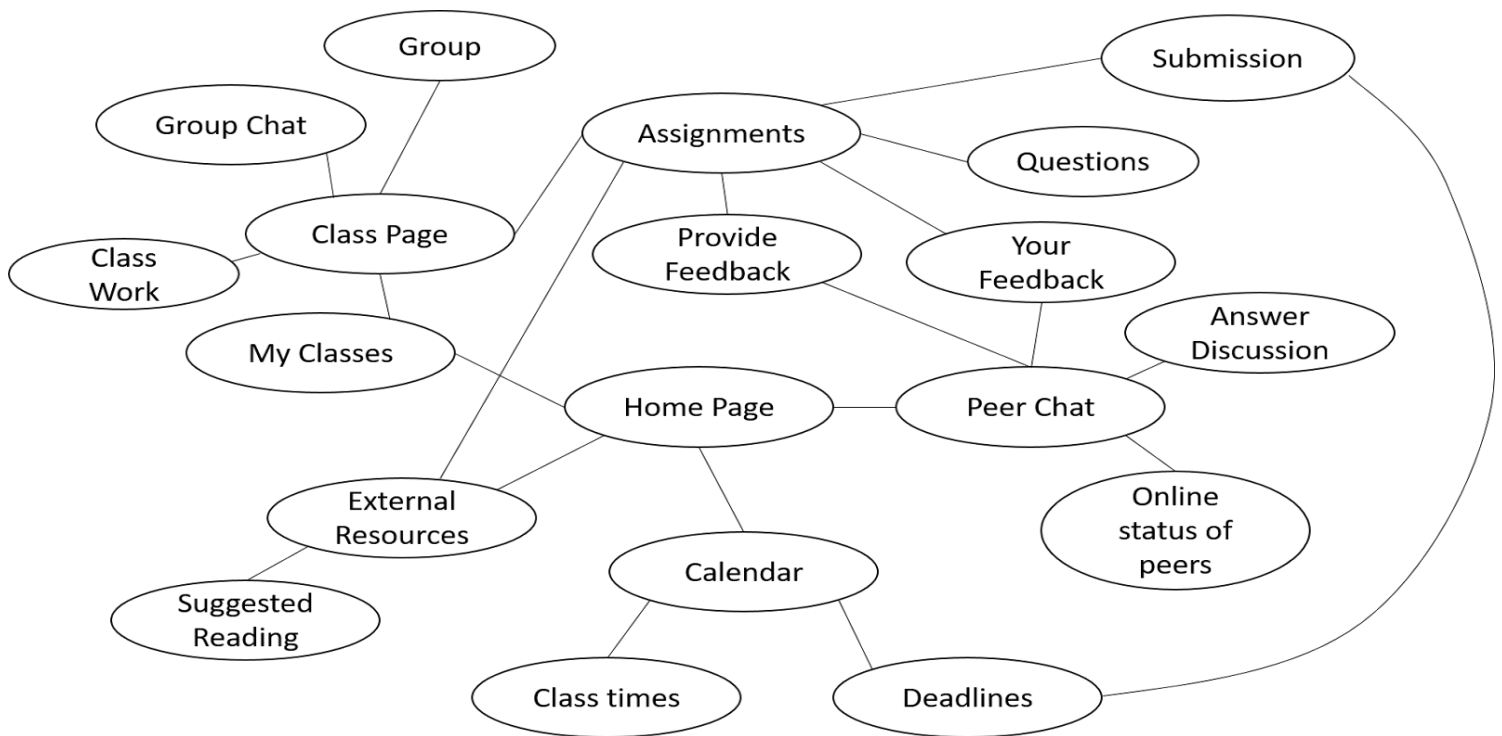 Group
Submission
Group Chat
Assignments
Questions
Class Page
Provide
Feedback
Your
Feedback
Class
Work
Answer
Discussion
My Classes
Home Page
Peer Chat
External
Resources
Online
status of
peers
Calendar
Suggested
Reading
Class times
Deadlines